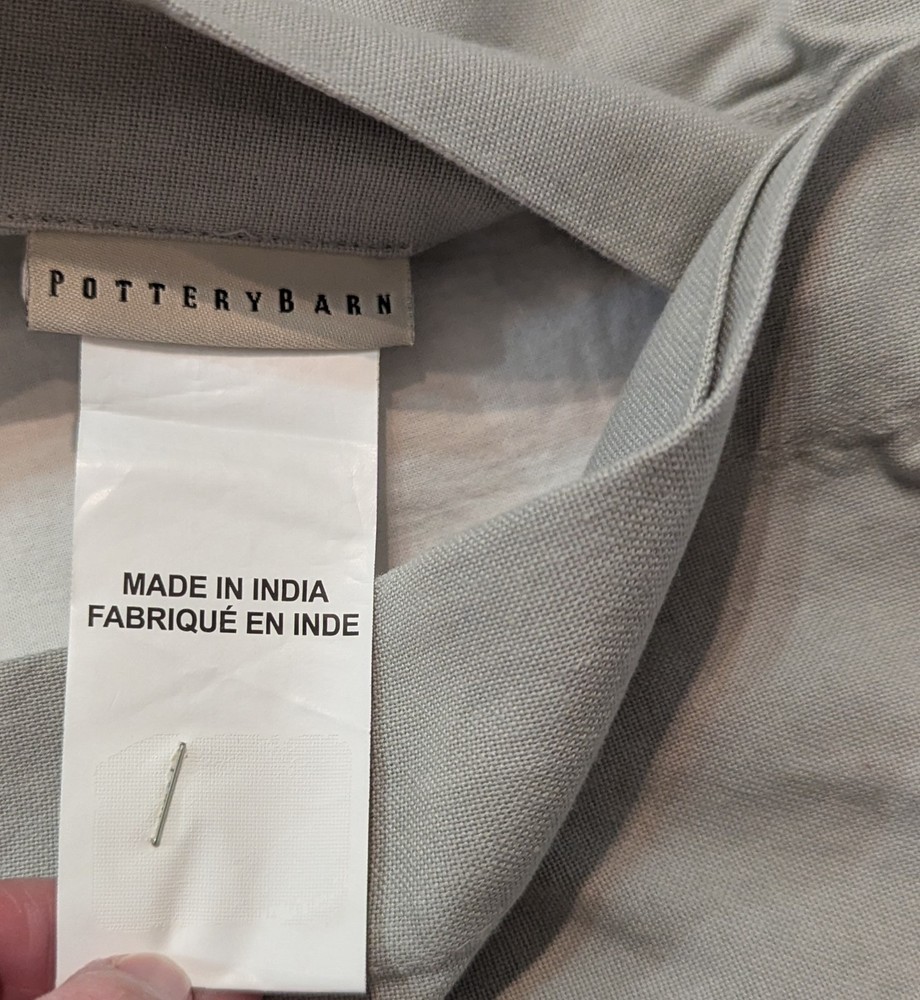 POTTERYBARN
MADE IN INDIA
FABRIQUÉ EN INDE